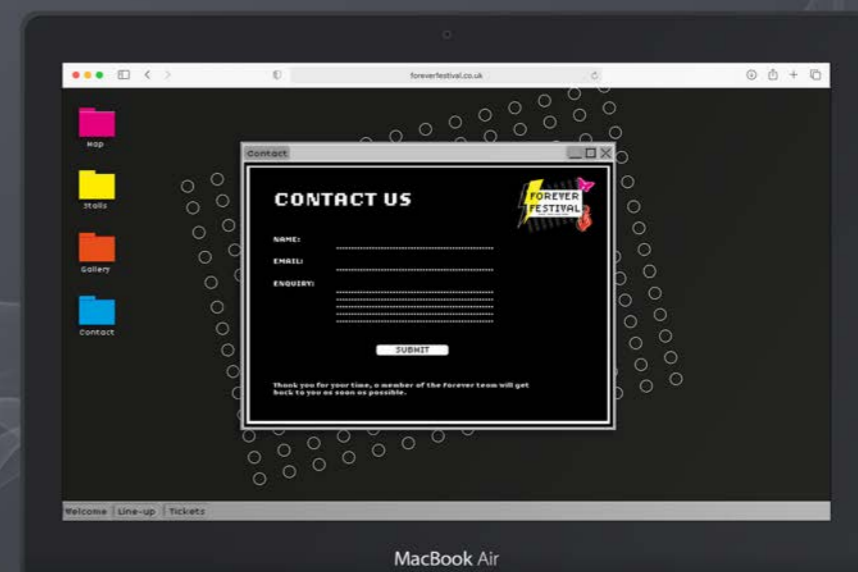 foreverfestival.co.uk
Map
Stalls
Gallery
Contact
Contact
CONTACT US
FOREVER
FESTIVAL
NAME:
EMAIL:
ENQUIRY:
SUBMIT
Thank you for your time, a member of the Forever team will get
back to you as soon as possible.
Welcome Line-up Tickets
MacBook Air